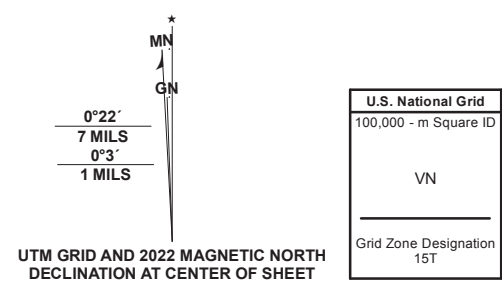 ★
MN
GN
0°22´
7 MILS
0°3´
1 MILS
UTM GRID AND 2022 MAGNETIC NORTH
DECLINATION AT CENTER OF SHEET
U.S. National Grid
100,000 - m Square ID
VN
Grid Zone Designation
15T